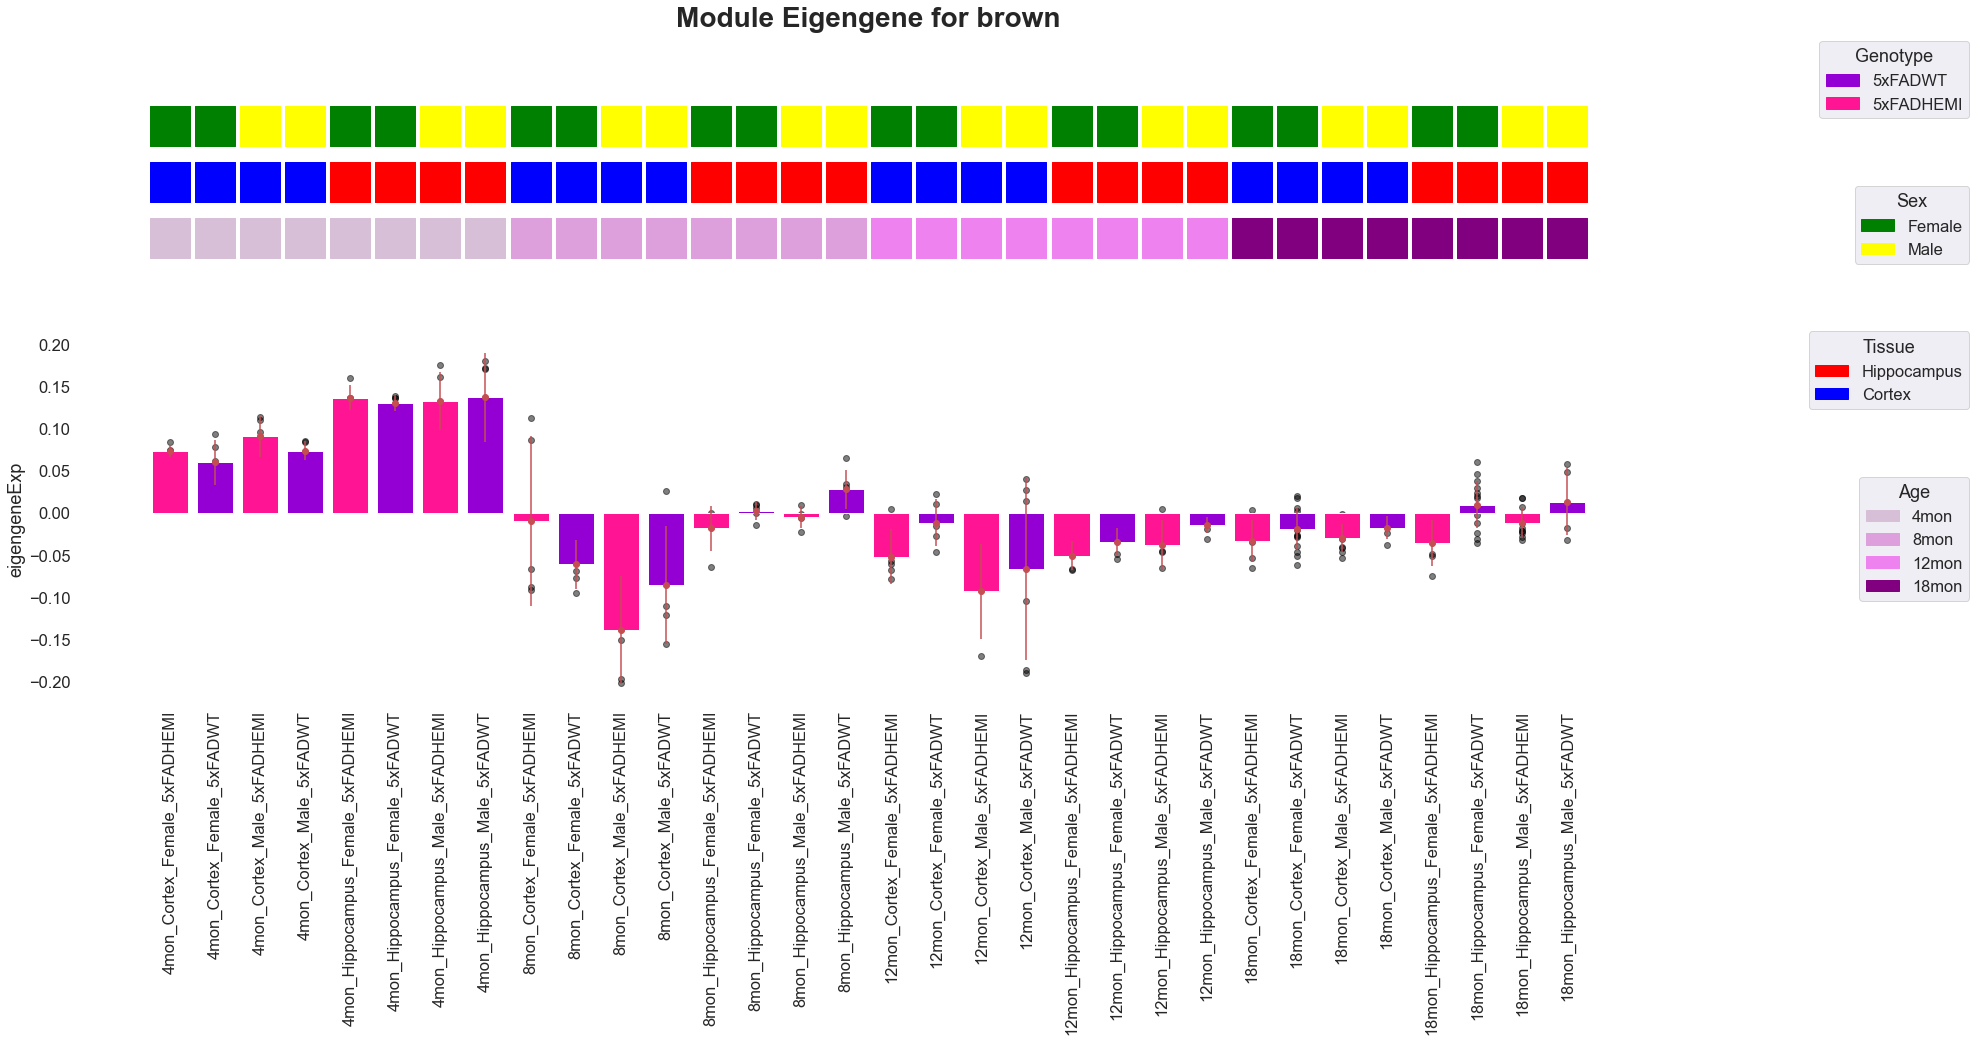 Module Eigengene for brown
Genotype
5xFADWT
5xFADHEMI
Sex
Female
Male
Tissue
Hippocampus
Cortex
Age
4mon
8mon
12mon
18mon
eigengeneExp
0.20
0.15
0.10
0.05
0.00
−0.05
−0.10
−0.15
−0.20
4mon_Cortex_Female_5xFADHEMI
4mon_Cortex_Female_5xFADWT
4mon_Cortex_Male_5xFADHEMI
4mon_Cortex_Male_5xFADWT
4mon_Hippocampus_Female_5xFADHEMI
4mon_Hippocampus_Female_5xFADWT
4mon_Hippocampus_Male_5xFADHEMI
4mon_Hippocampus_Male_5xFADWT
8mon_Cortex_Female_5xFADHEMI
8mon_Cortex_Female_5xFADWT
8mon_Cortex_Male_5xFADHEMI
8mon_Cortex_Male_5xFADWT
8mon_Hippocampus_Female_5xFADHEMI
8mon_Hippocampus_Female_5xFADWT
8mon_Hippocampus_Male_5xFADHEMI
8mon_Hippocampus_Male_5xFADWT
12mon_Cortex_Female_5xFADHEMI
12mon_Cortex_Female_5xFADWT
12mon_Cortex_Male_5xFADHEMI
12mon_Cortex_Male_5xFADWT
12mon_Hippocampus_Female_5xFADHEMI
12mon_Hippocampus_Female_5xFADWT
12mon_Hippocampus_Male_5xFADHEMI
12mon_Hippocampus_Male_5xFADWT
18mon_Cortex_Female_5xFADHEMI
18mon_Cortex_Female_5xFADWT
18mon_Cortex_Male_5xFADHEMI
18mon_Cortex_Male_5xFADWT
18mon_Hippocampus_Female_5xFADHEMI
18mon_Hippocampus_Female_5xFADWT
18mon_Hippocampus_Male_5xFADHEMI
18mon_Hippocampus_Male_5xFADWT